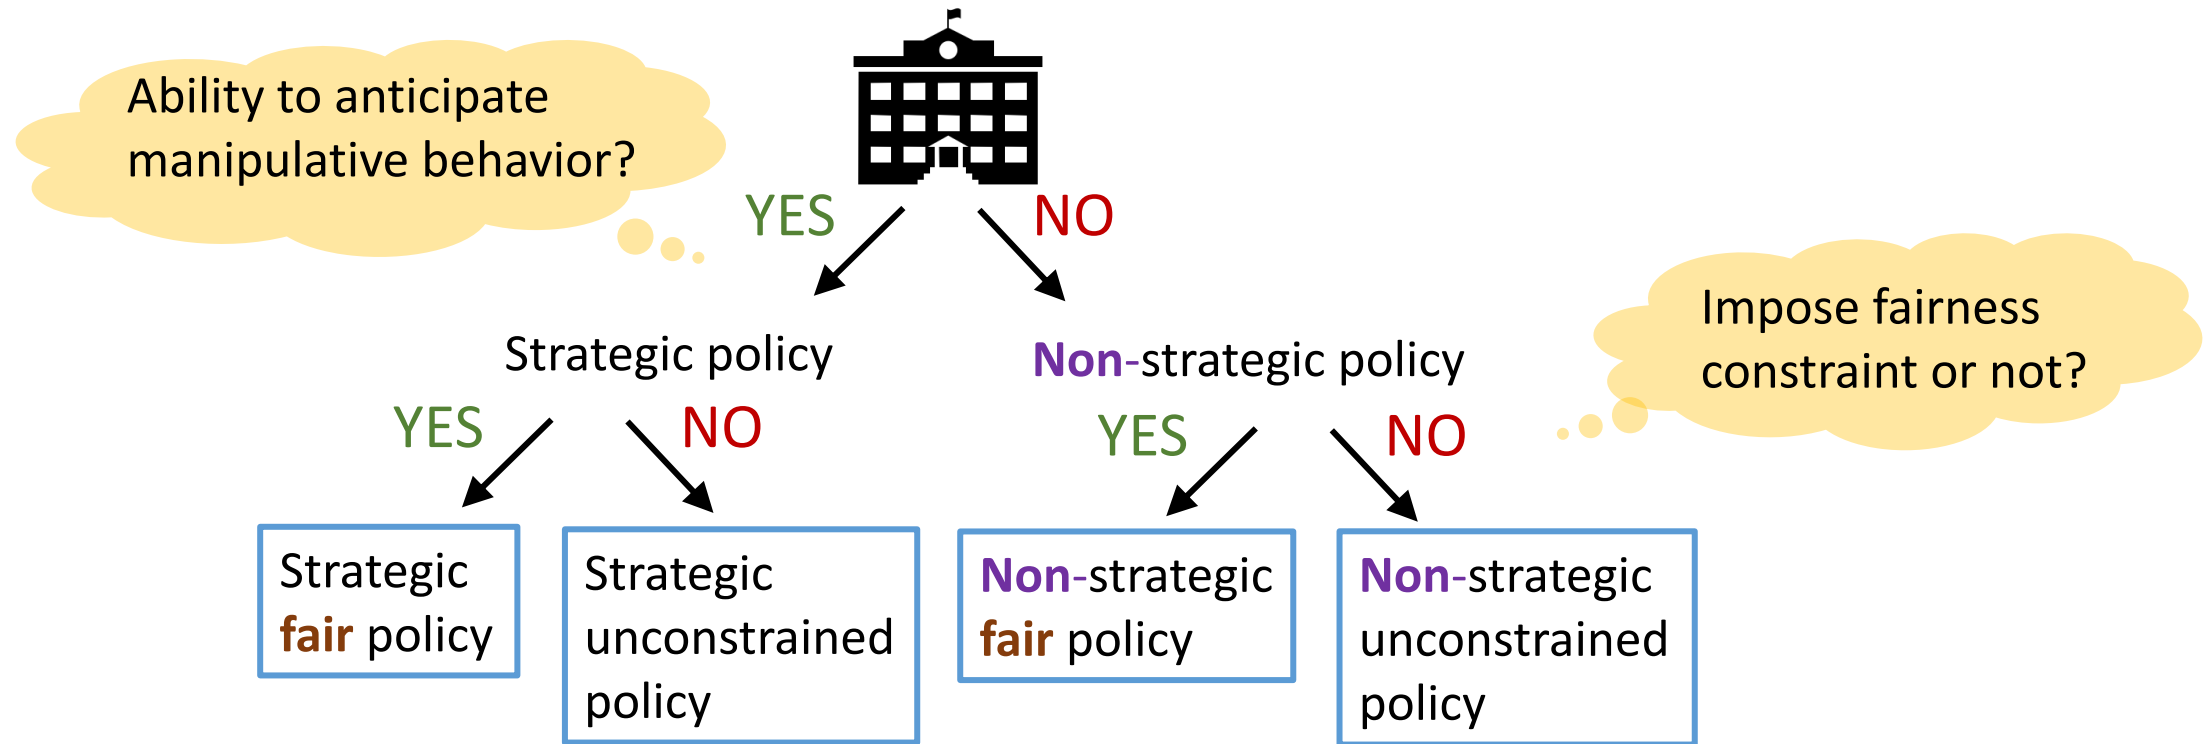 Ability to anticipate
manipulative behavior?
YES
NO
Strategic policy
Non-strategic policy
Impose fairness
constraint or not?
YES
NO
YES
NO
Strategic
fair policy
Strategic
unconstrained
policy
Non-strategic
fair policy
Non-strategic
unconstrained
policy